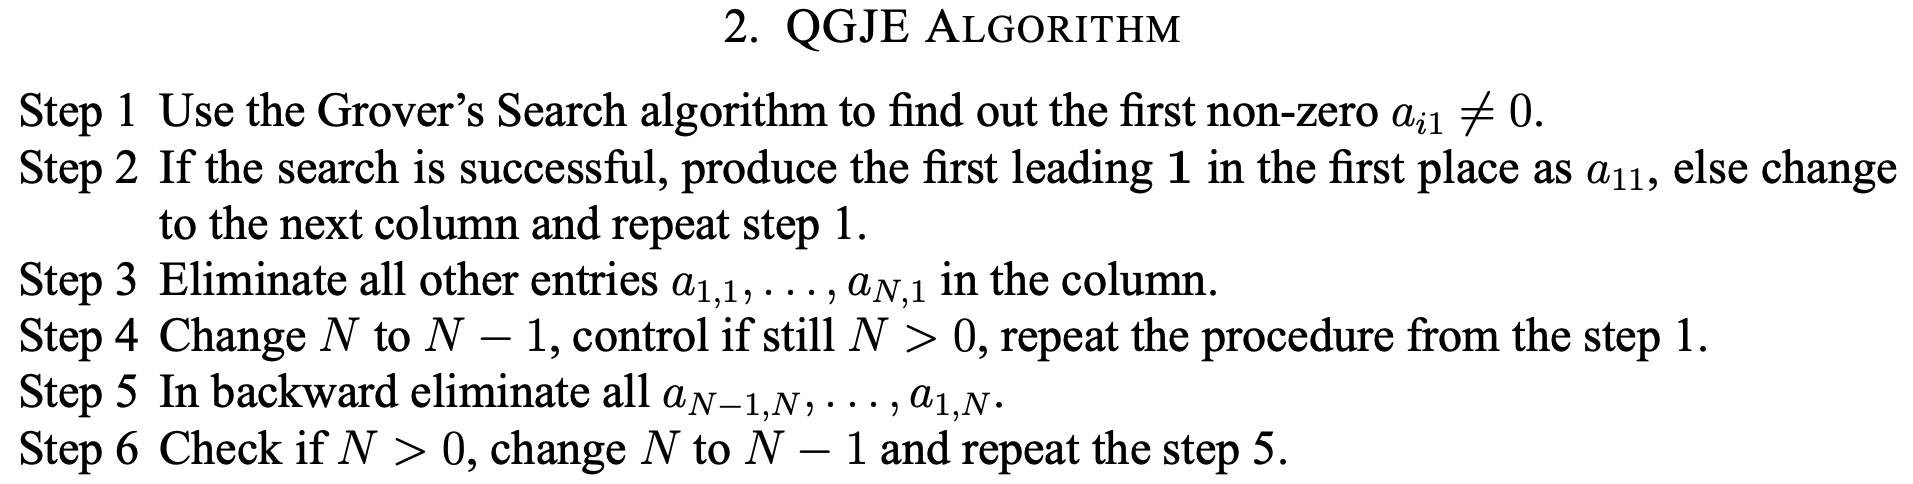 2. QGJE ALGORITHM
Step 1 Use the Grover's Search algorithm to find out the first non-zero $a_{i1} \neq 0$.
Step 2 If the search is successful, produce the first leading **1** in the first place as $a_{11}$, else change
to the next column and repeat step 1.
Step 3 Eliminate all other entries $a_{1,1}, \ldots, a_{N,1}$ in the column.
Step 4 Change $N$ to $N - 1$, control if still $N > 0$, repeat the procedure from the step 1.
Step 5 In backward eliminate all $a_{N-1,N}, \ldots, a_{1,N}$.
Step 6 Check if $N > 0$, change $N$ to $N - 1$ and repeat the step 5.